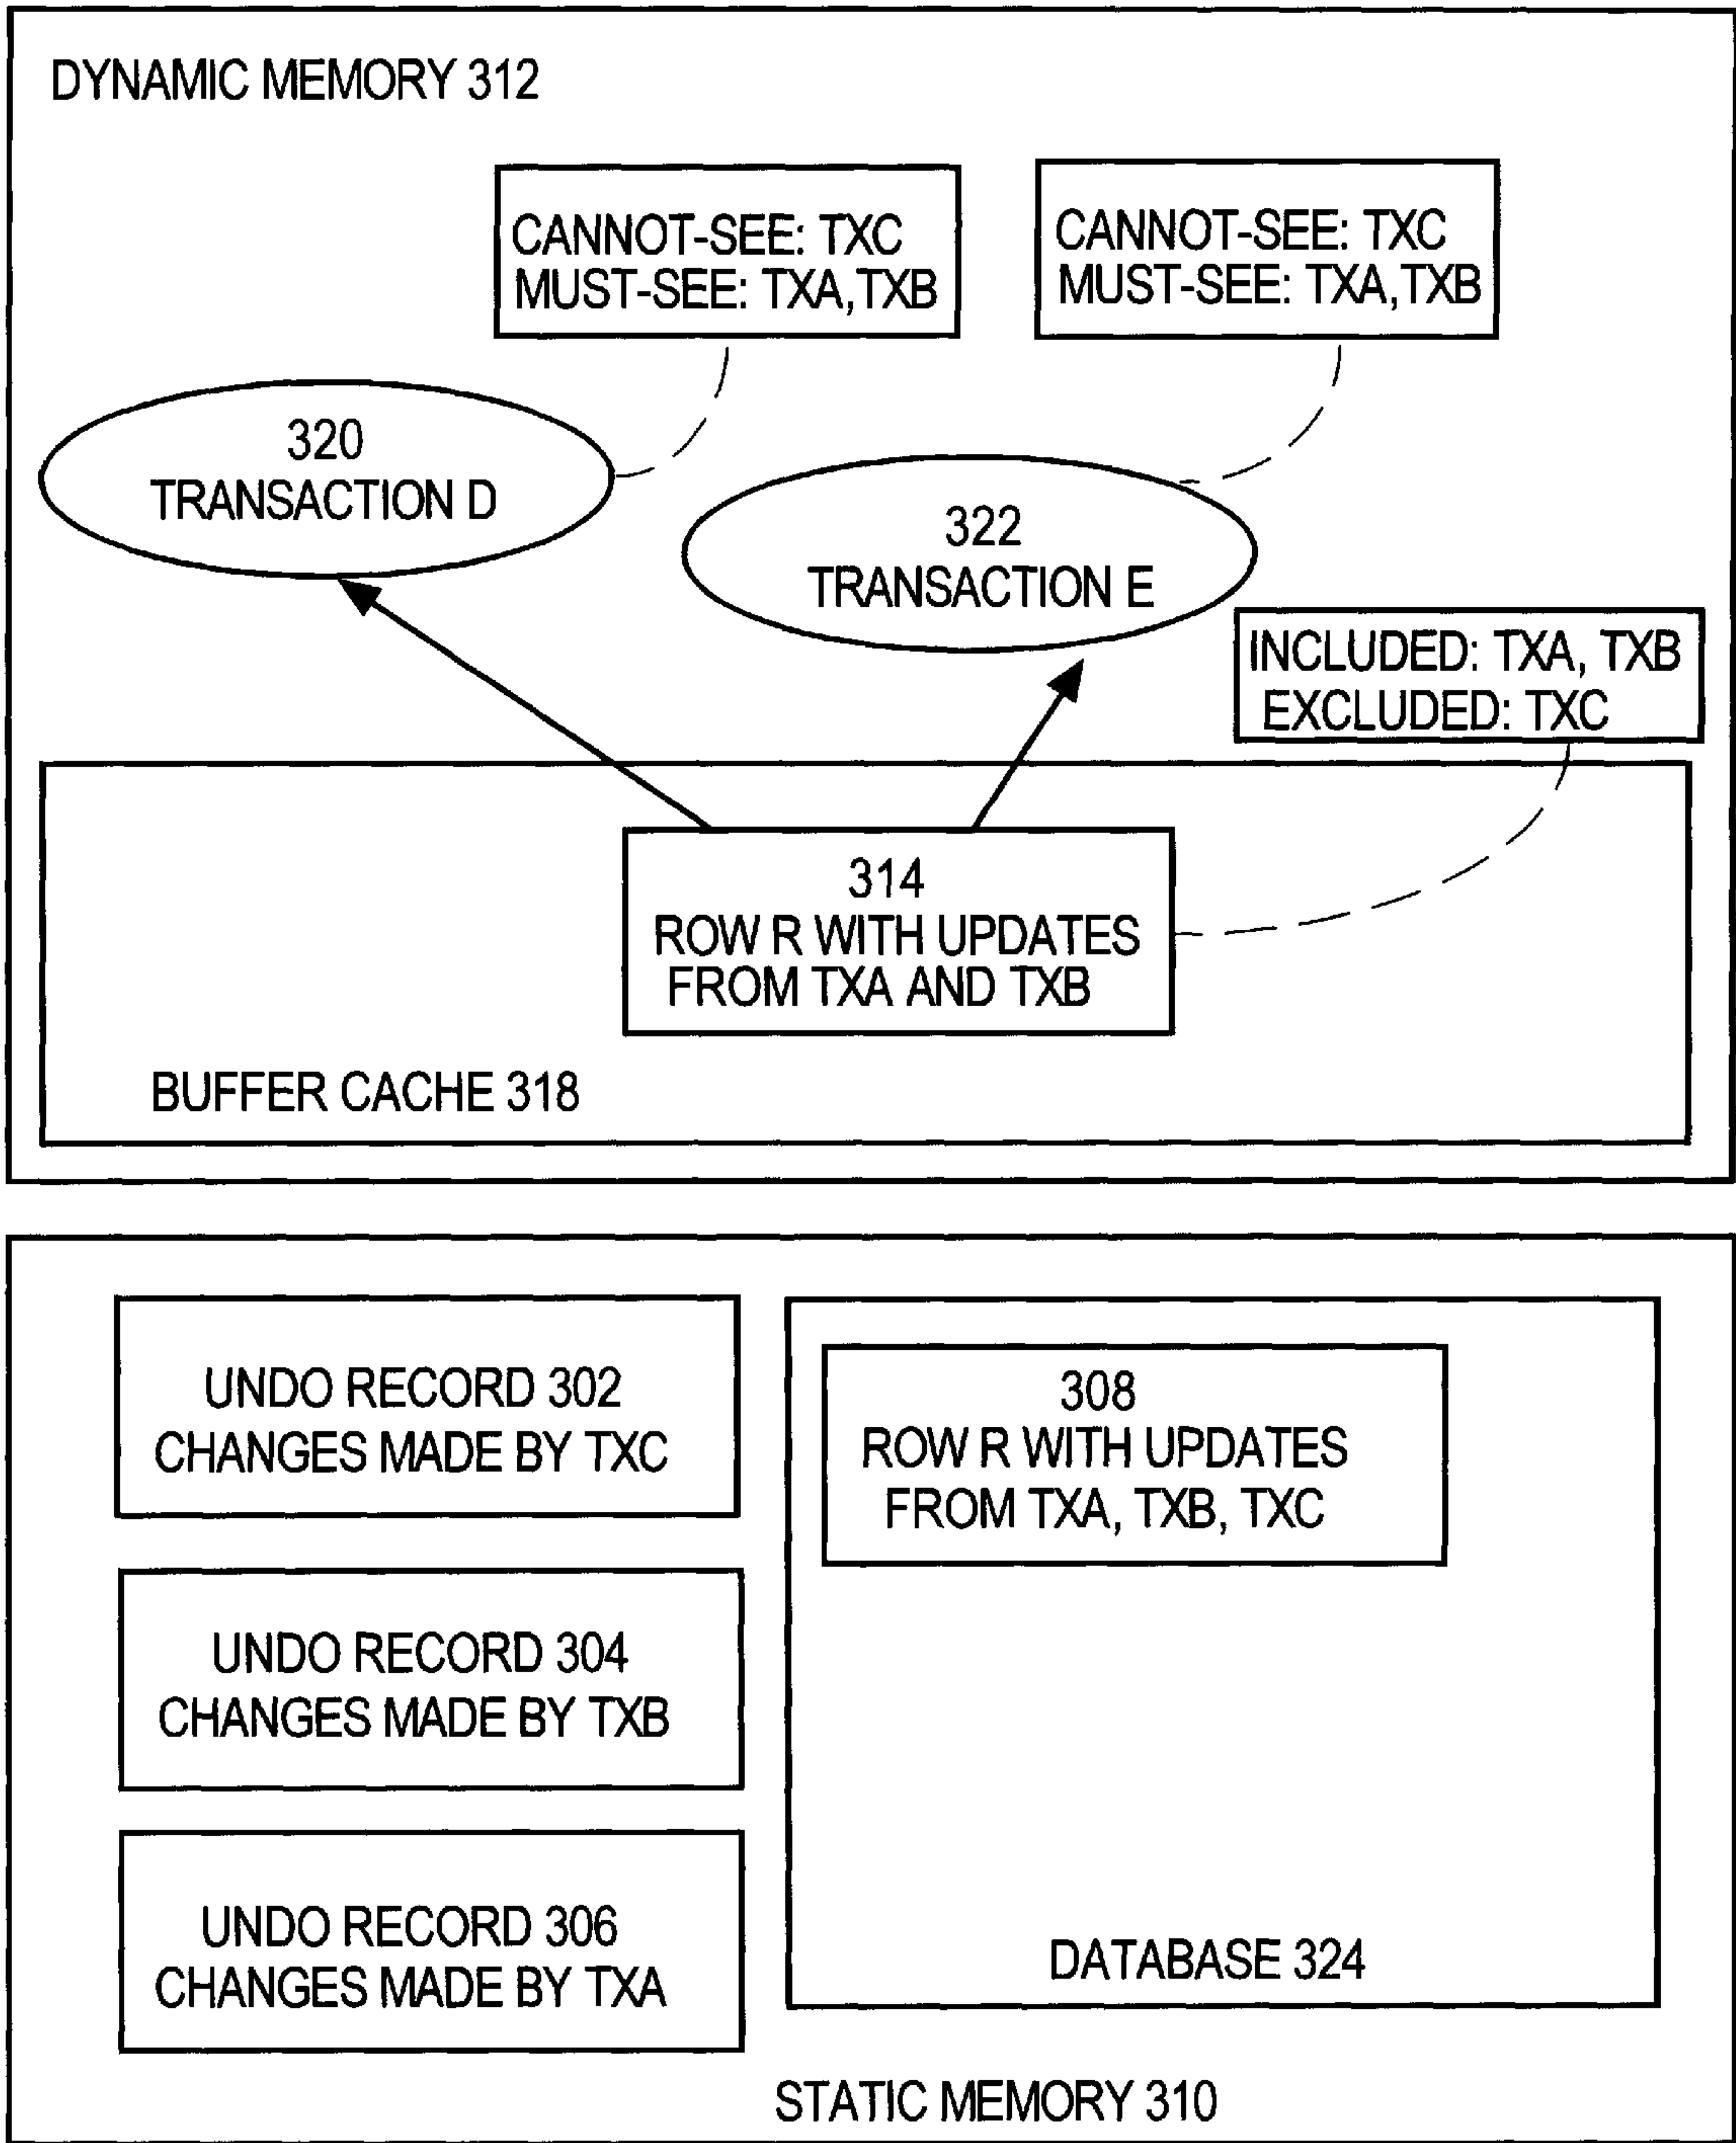 DYNAMIC MEMORY 312
CANNOT-SEE: TXC
MUST-SEE: TXA,TXB
CANNOT-SEE: TXC
MUST-SEE: TXA,TXB
320
TRANSACTION D
322
TRANSACTION E
INCLUDED: TXA, TXB
EXCLUDED: TXC
314
ROW R WITH UPDATES
FROM TXA AND TXB
BUFFER CACHE 318
UNDO RECORD 302
CHANGES MADE BY TXC
308
ROW R WITH UPDATES
FROM TXA, TXB, TXC
UNDO RECORD 304
CHANGES MADE BY TXB
UNDO RECORD 306
CHANGES MADE BY TXA
DATABASE 324
STATIC MEMORY 310